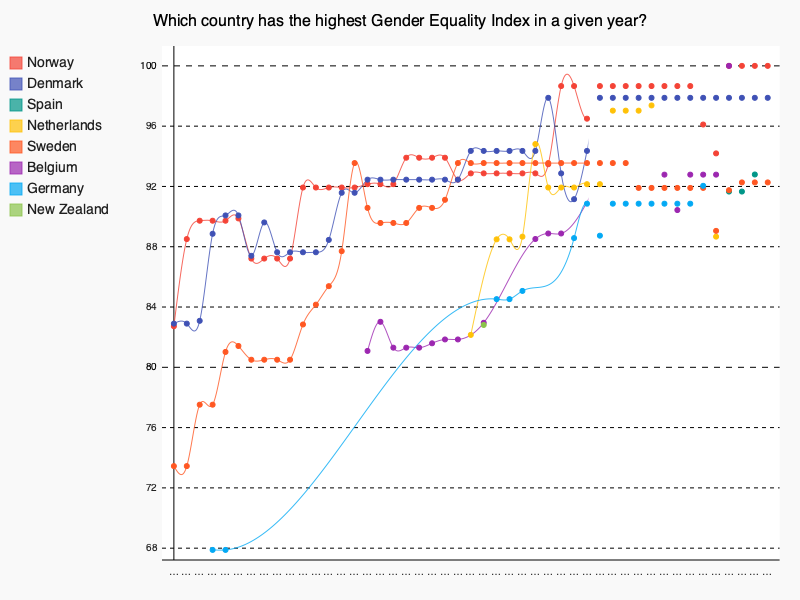 Which country has the highest Gender Equality Index in a given year?
Norway
Denmark
Spain
Netherlands
Sweden
Belgium
Germany
New Zealand
100
96
92
88
84
80
76
72
68
... ... ... ... ... ... ... ... ... ... ... ... ... ... ... ... ... ... ... ... ... ... ... ... ... ... ... ... ... ... ... ... ... ... ... ... ... ... ... ... ... ... ... ... ... ... ...